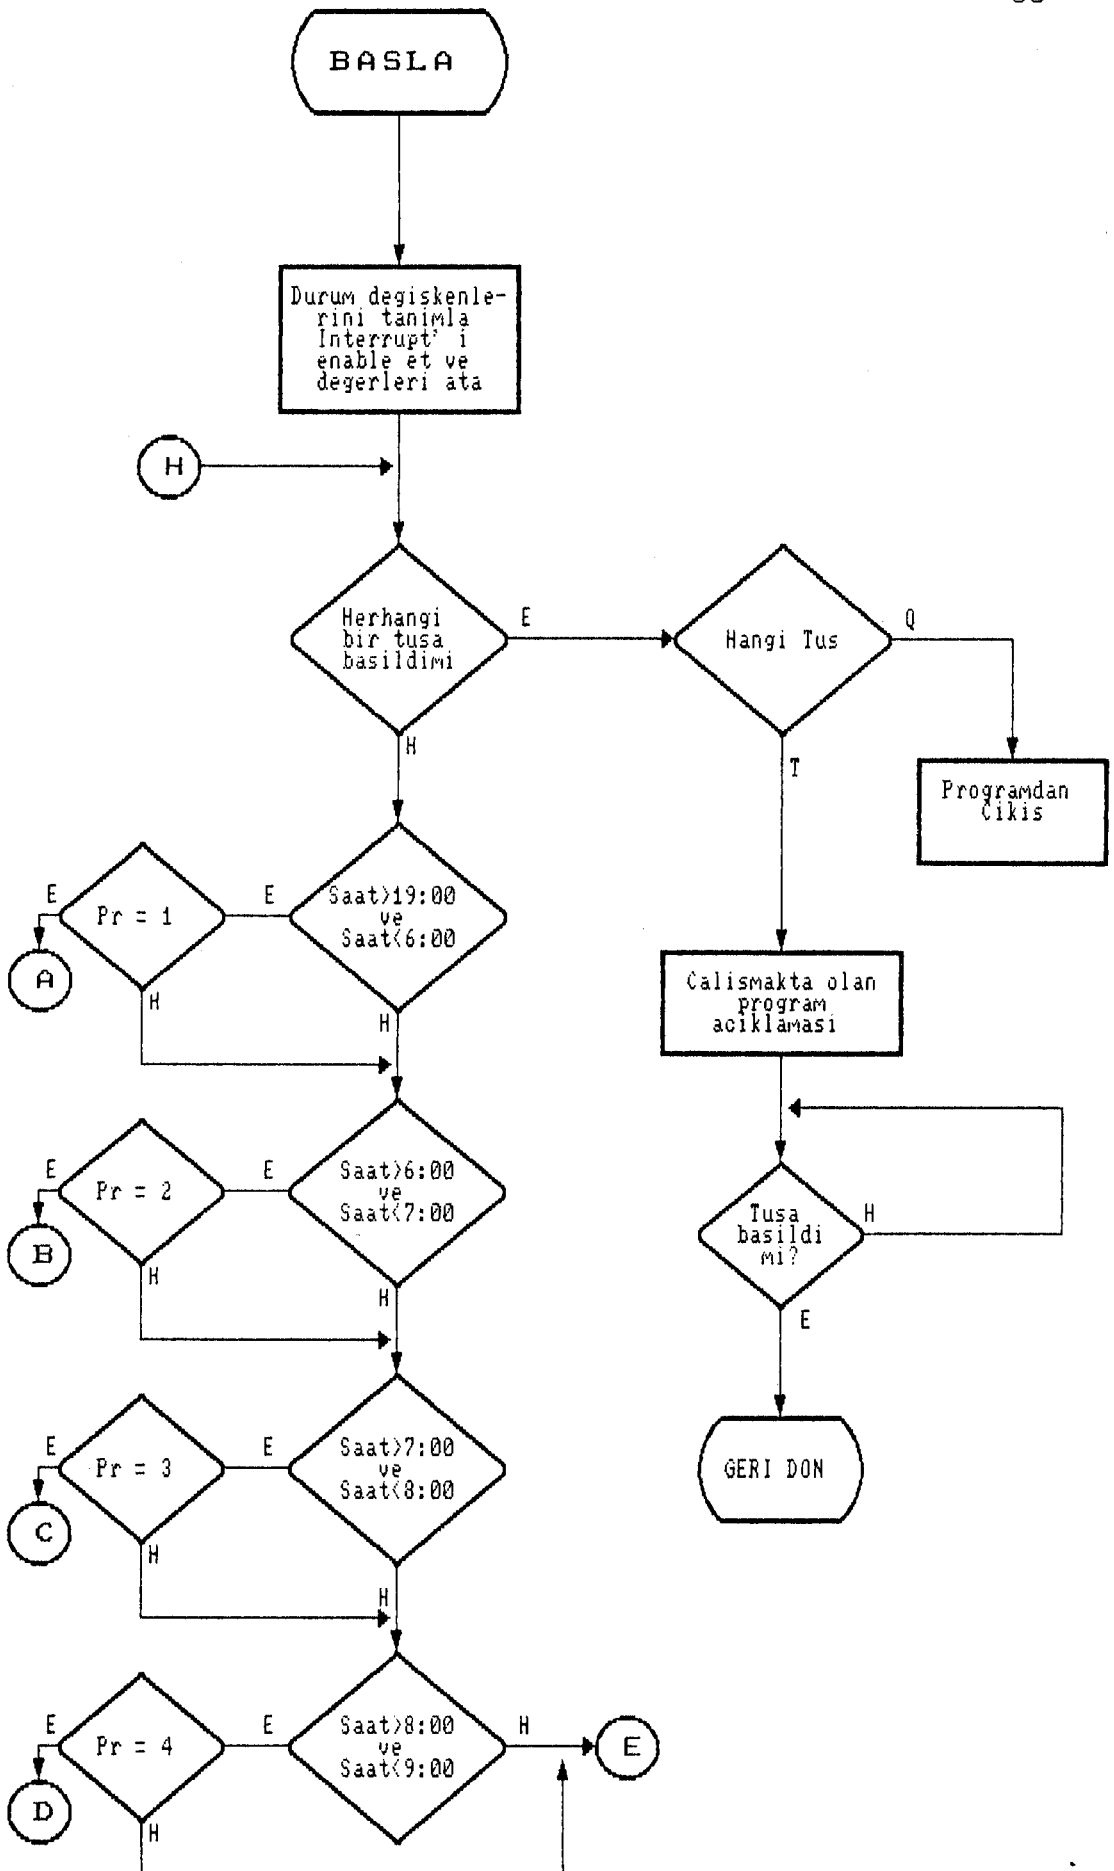 BASLA
Durum degiskenle-
rini tanimla
Interrupt' i
enable et ve
degerleri ata
H
Herhangi
bir tusa
basildimi
E
Hangi Tus
Q
H
T
Programdan
Cikis
E
Pr = 1
E
Saat>19:00
ve
Saat<6:00
A
H
H
Calismakta olan
program
aciklamasi
E
Pr = 2
E
Saat>6:00
ve
Saat<7:00
B
H
H
Tusa
basildi
mi?
H
E
E
Pr = 3
E
Saat>7:00
ve
Saat<8:00
C
H
H
GERI DON
E
Pr = 4
E
Saat>8:00
ve
Saat<9:00
H
E
D
H